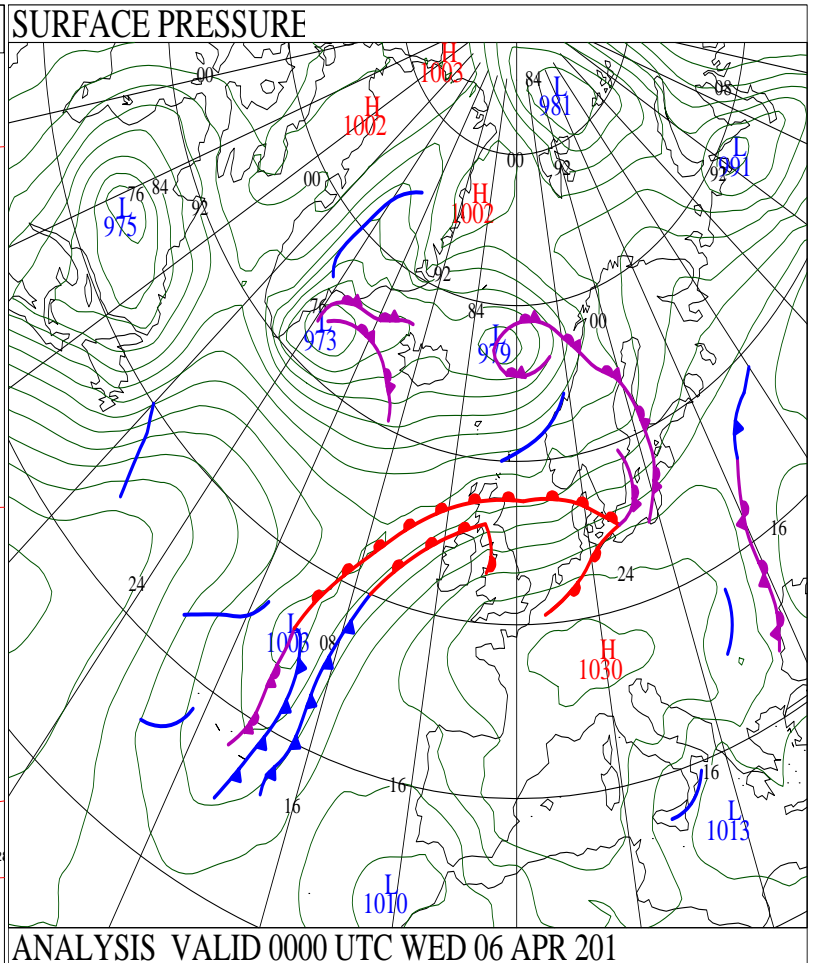 SURFACE PRESSURE
H
1003
00
84
L
981
08
H
1002
L
991
92
00
92
00
76
84
92
L
975
H
1002
92
76
L
973
84
L
979
00
16
24
24
L
1003
08
H
1030
16
16
16
L
1013
L
1010
ANALYSIS VALID 0000 UTC WED 06 APR 201